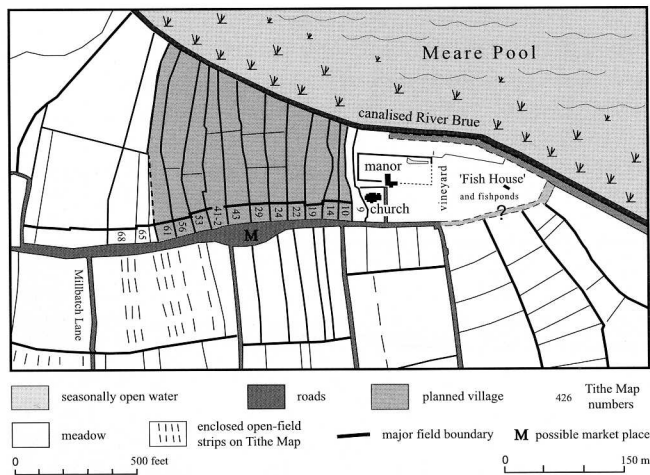 Meare Pool
canalised River Brue
manor
vineyard
'Fish House'
and fishponds
?
church
68
65
61
56
53
41-2
43
29
24
22
19
14
10
9
M
Millbatch Lane
seasonally open water
roads
planned village
426
Tithe Map
numbers
meadow
enclosed open-field
strips on Tithe Map
major field boundary
M possible market place
0 500 feet
0 150 m